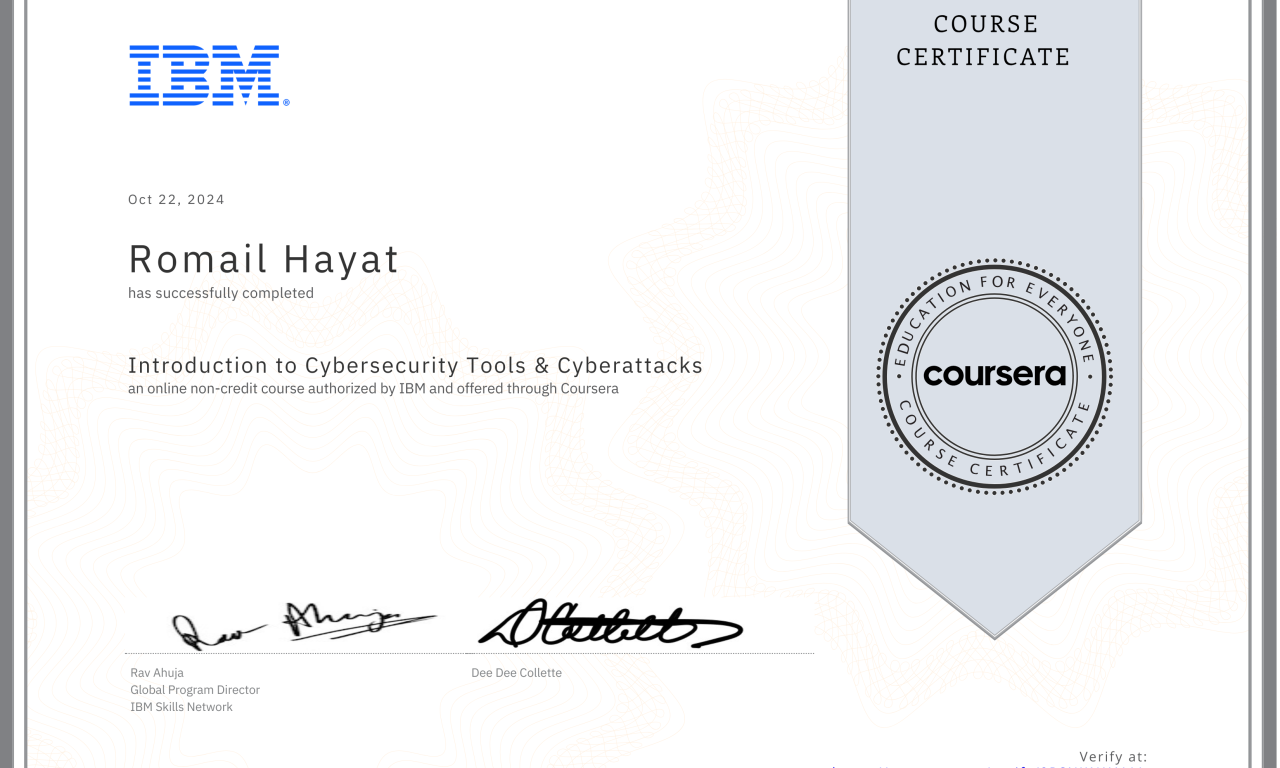 COURSE
CERTIFICATE
IBM®
Oct 22, 2024
Romail Hayat
has successfully completed
Introduction to Cybersecurity Tools & Cyberattacks
an online non-credit course authorized by IBM and offered through Coursera
• EDUCATION FOR EVERYONE •
coursera
COURSE CERTIFICATE
Rav Ahuja
Global Program Director
IBM Skills Network
Dee Dee Collette
Verify at: